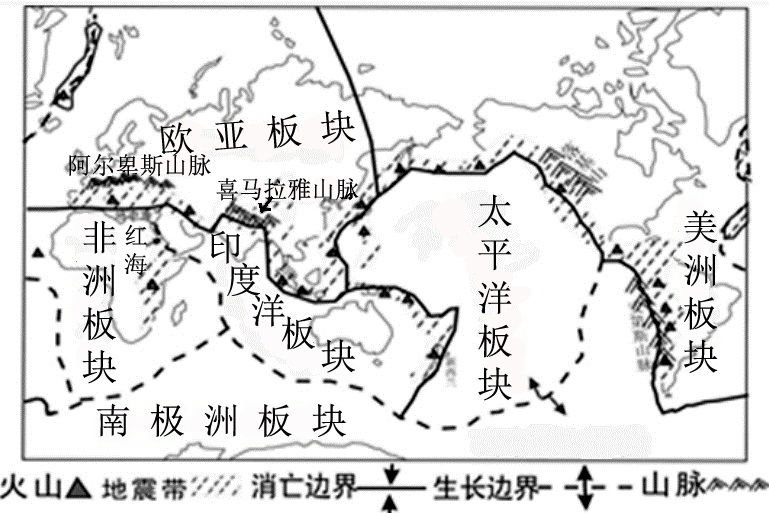 欧亚板块
阿尔卑斯山脉
喜马拉雅山脉
非洲板块
红海
印度洋板块
太平洋板块
美洲板块
南极洲板块
火山 地震带 消亡边界 生长边界 山脉